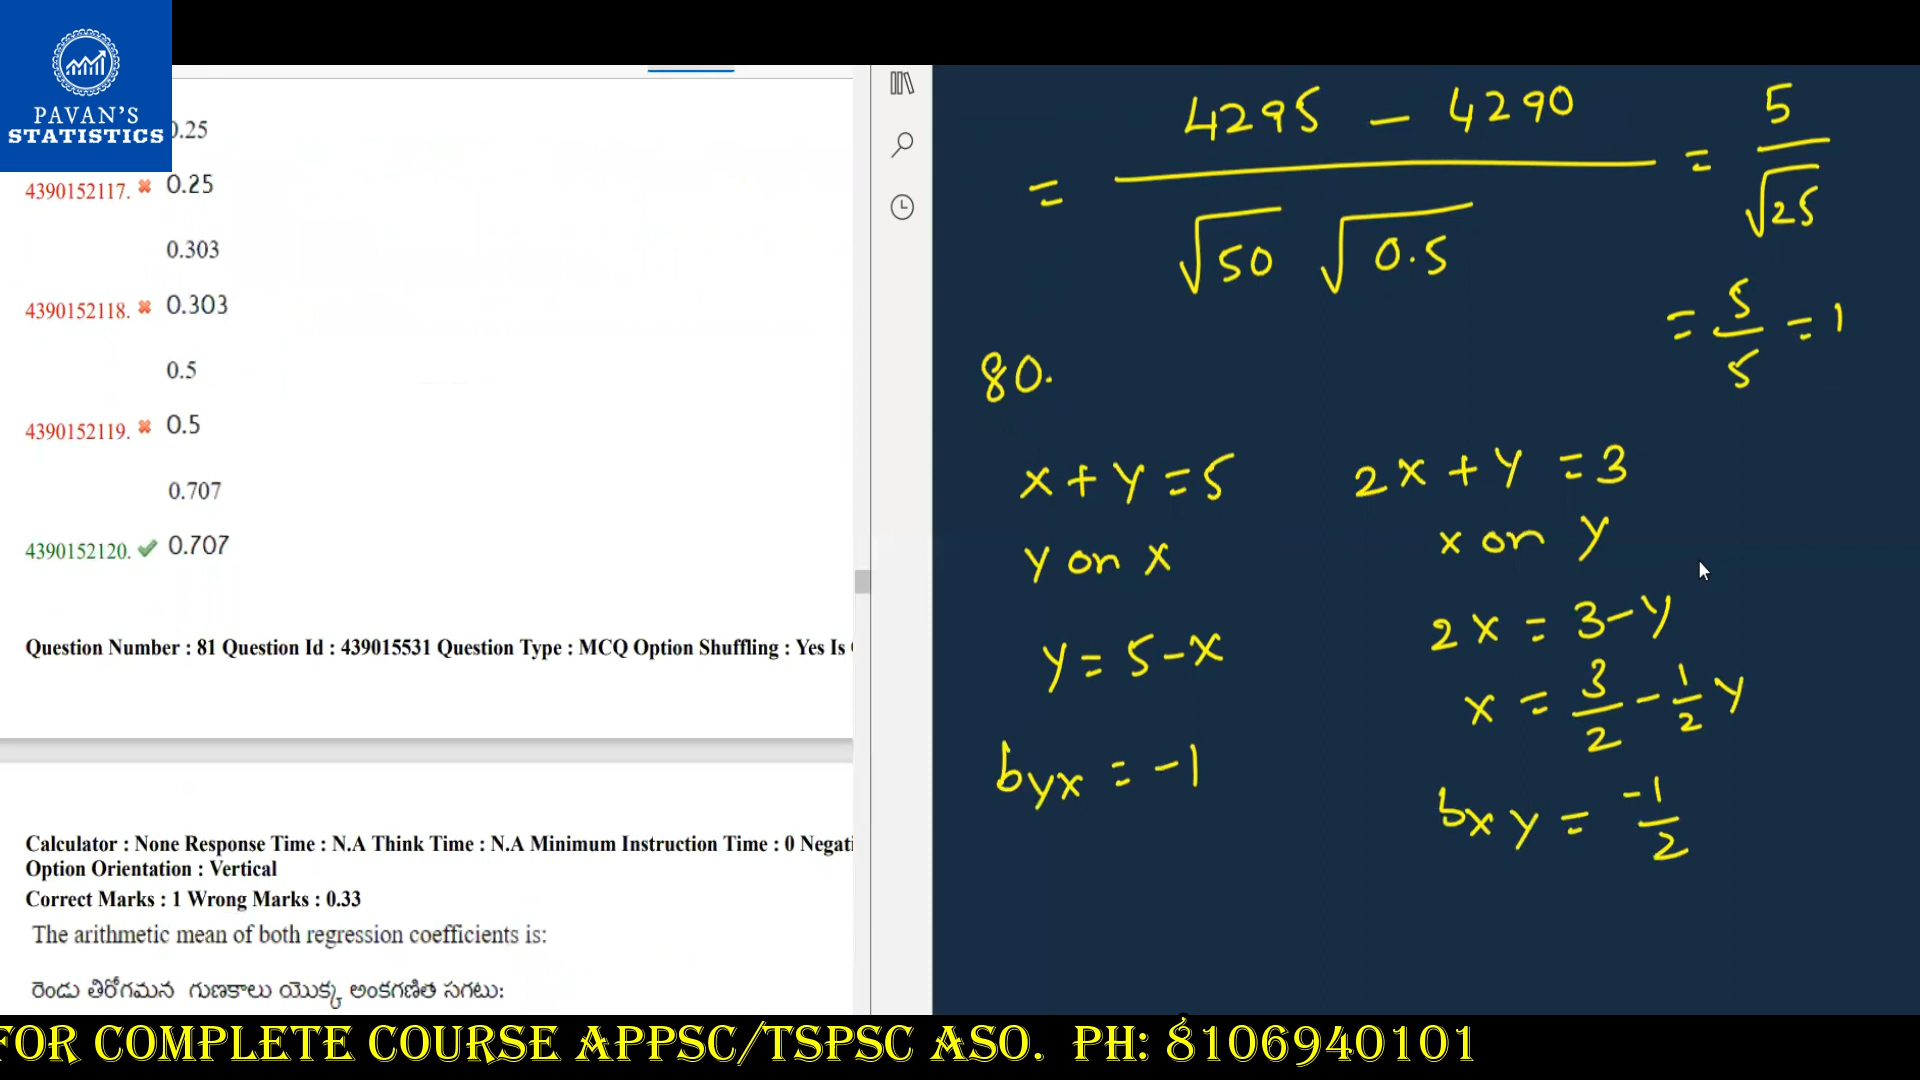 PAVAN'S
STATISTICS
0.25
4390152117. ✖ 0.25
0.303
4390152118. ✖ 0.303
0.5
4390152119. ✖ 0.5
0.707
4390152120. ✔ 0.707
Question Number : 81 Question Id : 439015531 Question Type : MCQ Option Shuffling : Yes Is
Calculator : None Response Time : N.A Think Time : N.A Minimum Instruction Time : 0 Negati
Option Orientation : Vertical
Correct Marks : 1 Wrong Marks : 0.33
The arithmetic mean of both regression coefficients is:
రెండు తిరోగమన గుణకాలు యొక్క అంకగణిత సగటు:
= (4295 - 4290) / (√50 √0.5) = 5/√25
= 5/5 = 1
80.
x + y = 5
y on x
y = 5 - x
byx = -1
2x + y = 3
x on y
2x = 3 - y
x = 3/2 - 1/2 y
bxy = -1/2
FOR COMPLETE COURSE APPSC/TSPSC ASO. PH: 8106940101